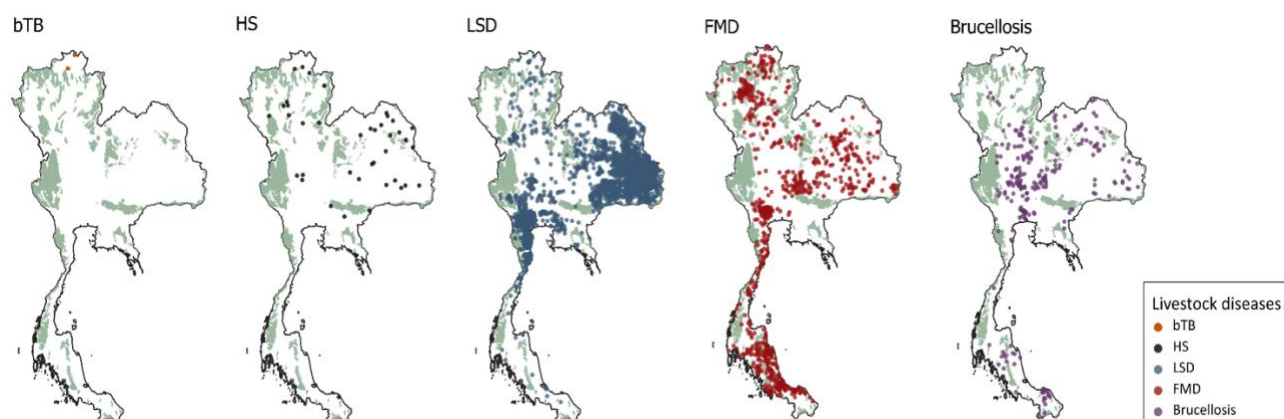 bTB
HS
LSD
FMD
Brucellosis
Livestock diseases
bTB
HS
LSD
FMD
Brucellosis